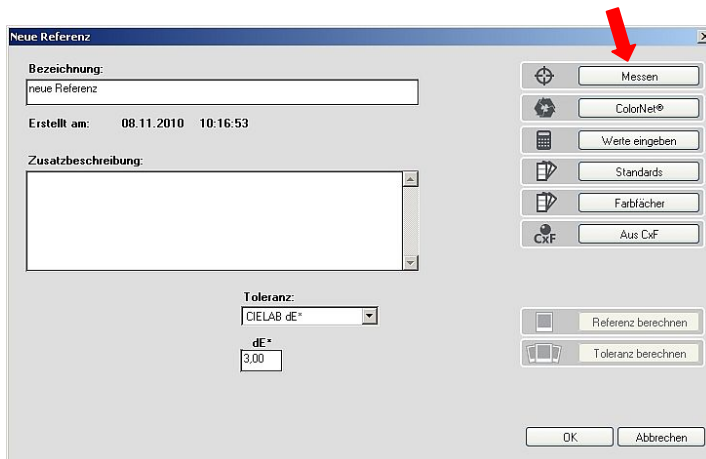 Neue Referenz
Bezeichnung:
neue Referenz
Erstellt am: 08.11.2010 10:16:53
Zusatzbeschreibung:
Toleranz:
CIELAB dE*
dE*
3,00
Messen
ColorNet®
Werte eingeben
Standards
Farbfächer
CxF
Aus CxF
Referenz berechnen
Toleranz berechnen
OK
Abbrechen